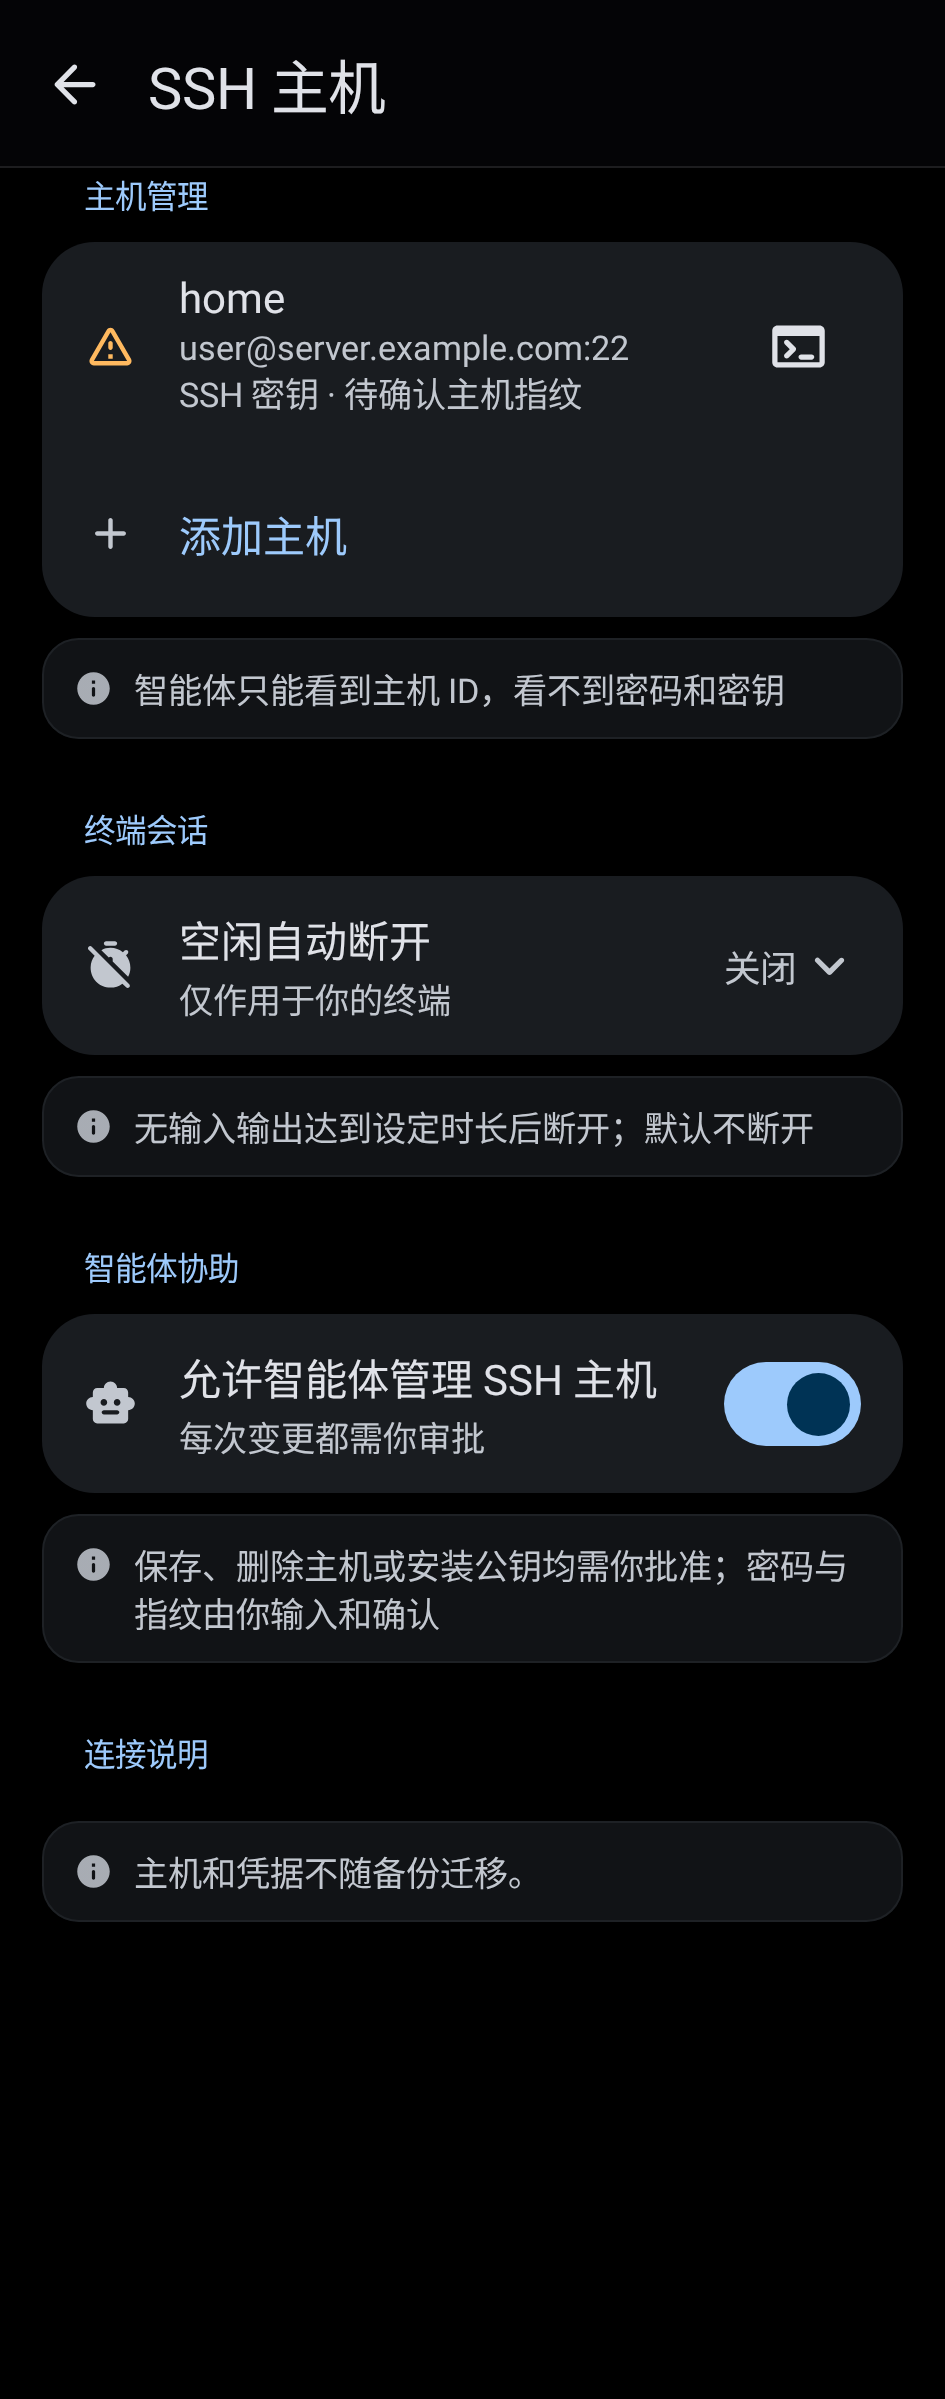 SSH 主机
主机管理
home
user@server.example.com:22
SSH 密钥 · 待确认主机指纹
添加主机
智能体只能看到主机 ID，看不到密码和密钥
终端会话
空闲自动断开
仅作用于你的终端
关闭
无输入输出达到设定时长后断开；默认不断开
智能体协助
允许智能体管理 SSH 主机
每次变更都需你审批
保存、删除主机或安装公钥均需你批准；密码与
指纹由你输入和确认
连接说明
主机和凭据不随备份迁移。